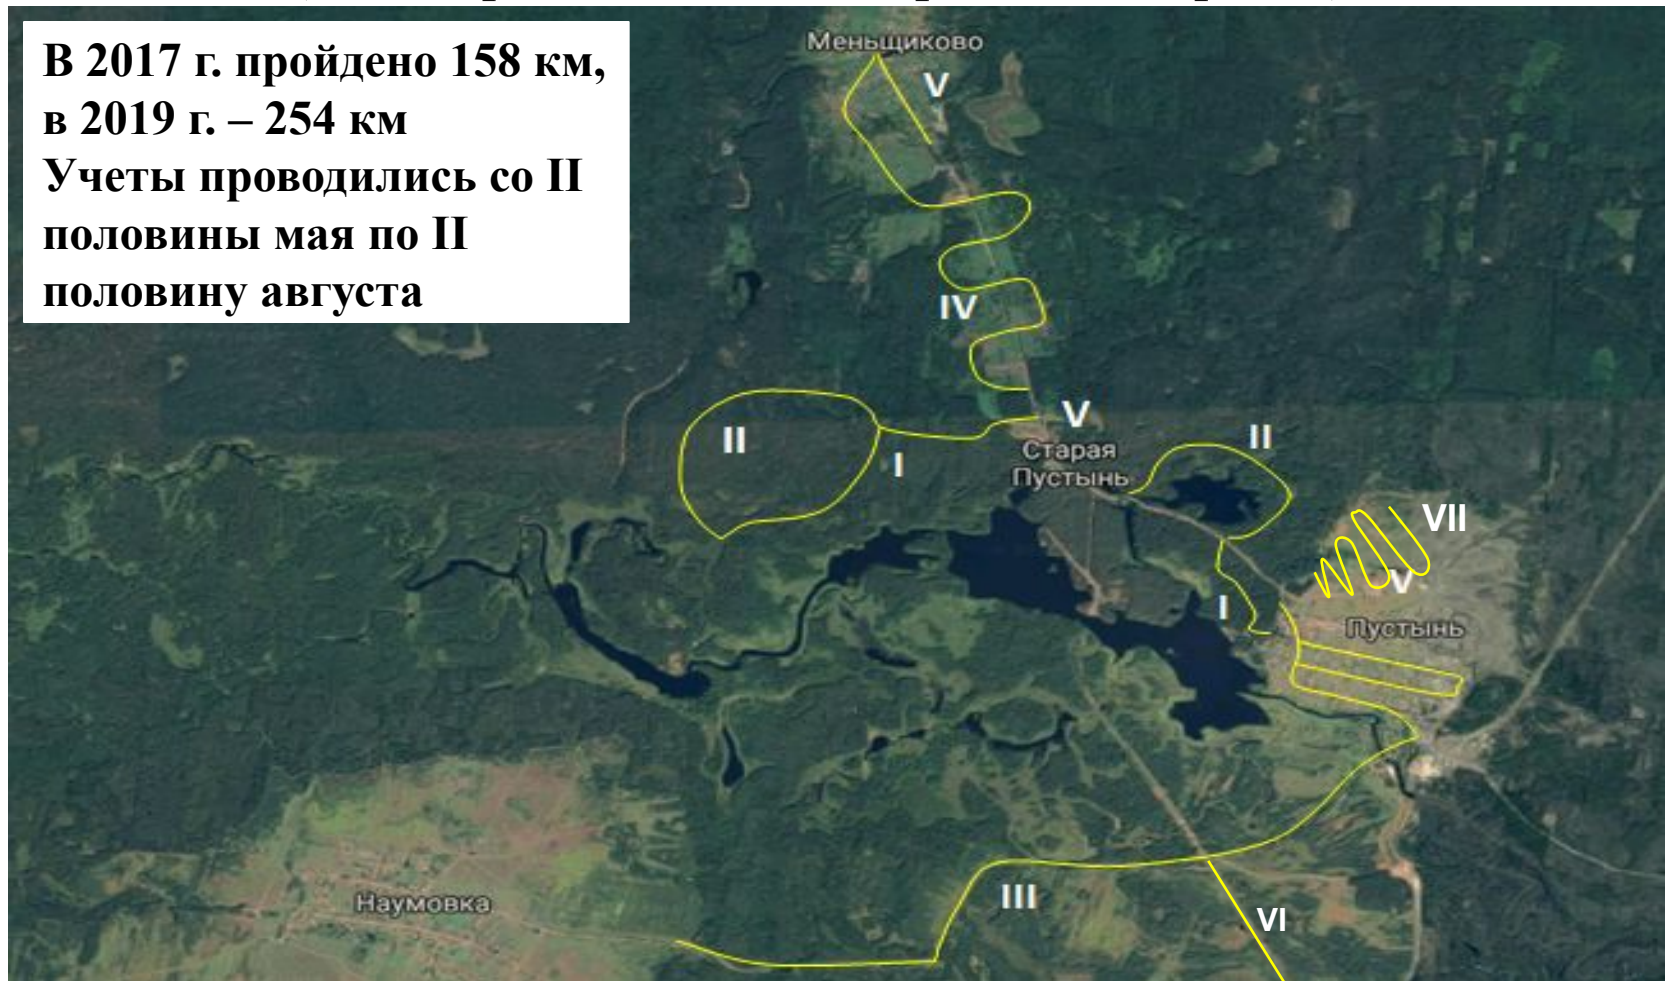 В 2017 г. пройдено 158 км,
в 2019 г. – 254 км
Учеты проводились со II
половины мая по II
половину августа
Меньщиково
V
IV
V
II
I
Старая
Пустынь
II
VII
V
I
Пустынь
III
Наумовка
VI